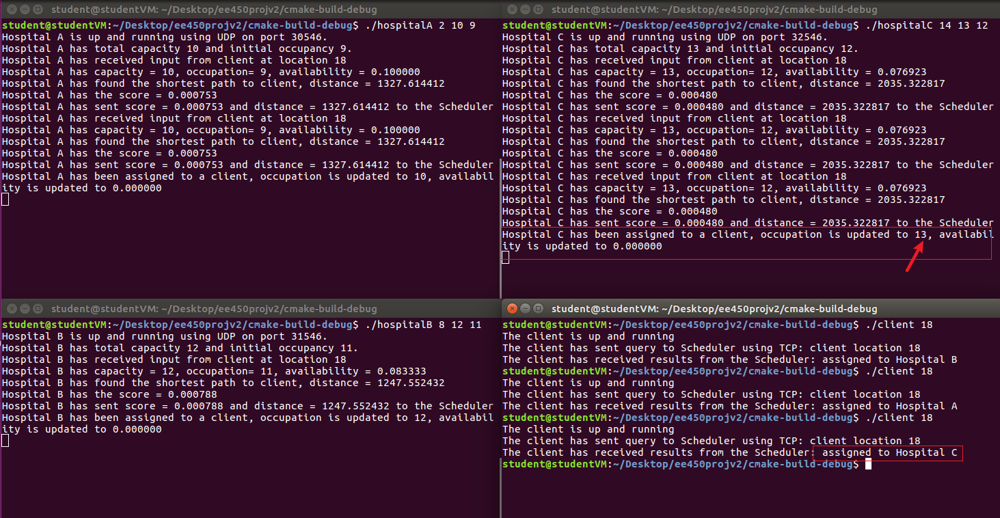 student@studentVM: ~/Desktop/ee450projv2/cmake-build-debug
student@studentVM:~/Desktop/ee450projv2/cmake-build-debug$ ./hospitalA 2 10 9
Hospital A is up and running using UDP on port 30546.
Hospital A has total capacity 10 and initial occupancy 9.
Hospital A has received input from client at location 18
Hospital A has capacity = 10, occupation= 9, availability = 0.100000
Hospital A has found the shortest path to client, distance = 1327.614412
Hospital A has the score = 0.000753
Hospital A has sent score = 0.000753 and distance = 1327.614412 to the Scheduler
Hospital A has received input from client at location 18
Hospital A has capacity = 10, occupation= 9, availability = 0.100000
Hospital A has found the shortest path to client, distance = 1327.614412
Hospital A has the score = 0.000753
Hospital A has sent score = 0.000753 and distance = 1327.614412 to the Scheduler
Hospital A has been assigned to a client, occupation is updated to 10, availabil
ity is updated to 0.000000
student@studentVM: ~/Desktop/ee450projv2/cmake-build-debug
student@studentVM:~/Desktop/ee450projv2/cmake-build-debug$ ./hospitalC 14 13 12
Hospital C is up and running using UDP on port 32546.
Hospital C has total capacity 13 and initial occupancy 12.
Hospital C has received input from client at location 18
Hospital C has capacity = 13, occupation= 12, availability = 0.076923
Hospital C has found the shortest path to client, distance = 2035.322817
Hospital C has the score = 0.000480
Hospital C has sent score = 0.000480 and distance = 2035.322817 to the Scheduler
Hospital C has received input from client at location 18
Hospital C has capacity = 13, occupation= 12, availability = 0.076923
Hospital C has found the shortest path to client, distance = 2035.322817
Hospital C has the score = 0.000480
Hospital C has sent score = 0.000480 and distance = 2035.322817 to the Scheduler
Hospital C has received input from client at location 18
Hospital C has capacity = 13, occupation= 12, availability = 0.076923
Hospital C has found the shortest path to client, distance = 2035.322817
Hospital C has the score = 0.000480
Hospital C has sent score = 0.000480 and distance = 2035.322817 to the Scheduler
Hospital C has been assigned to a client, occupation is updated to 13, availabil
ity is updated to 0.000000
student@studentVM: ~/Desktop/ee450projv2/cmake-build-debug
student@studentVM:~/Desktop/ee450projv2/cmake-build-debug$ ./hospitalB 8 12 11
Hospital B is up and running using UDP on port 31546.
Hospital B has total capacity 12 and initial occupancy 11.
Hospital B has received input from client at location 18
Hospital B has capacity = 12, occupation= 11, availability = 0.083333
Hospital B has found the shortest path to client, distance = 1247.552432
Hospital B has the score = 0.000788
Hospital B has sent score = 0.000788 and distance = 1247.552432 to the Scheduler
Hospital B has been assigned to a client, occupation is updated to 12, availabil
ity is updated to 0.000000
student@studentVM: ~/Desktop/ee450projv2/cmake-build-debug
student@studentVM:~/Desktop/ee450projv2/cmake-build-debug$ ./client 18
The client is up and running
The client has sent query to Scheduler using TCP: client location 18
The client has received results from the Scheduler: assigned to Hospital B
student@studentVM:~/Desktop/ee450projv2/cmake-build-debug$ ./client 18
The client is up and running
The client has sent query to Scheduler using TCP: client location 18
The client has received results from the Scheduler: assigned to Hospital A
student@studentVM:~/Desktop/ee450projv2/cmake-build-debug$ ./client 18
The client is up and running
The client has sent query to Scheduler using TCP: client location 18
The client has received results from the Scheduler: assigned to Hospital C
student@studentVM:~/Desktop/ee450projv2/cmake-build-debug$